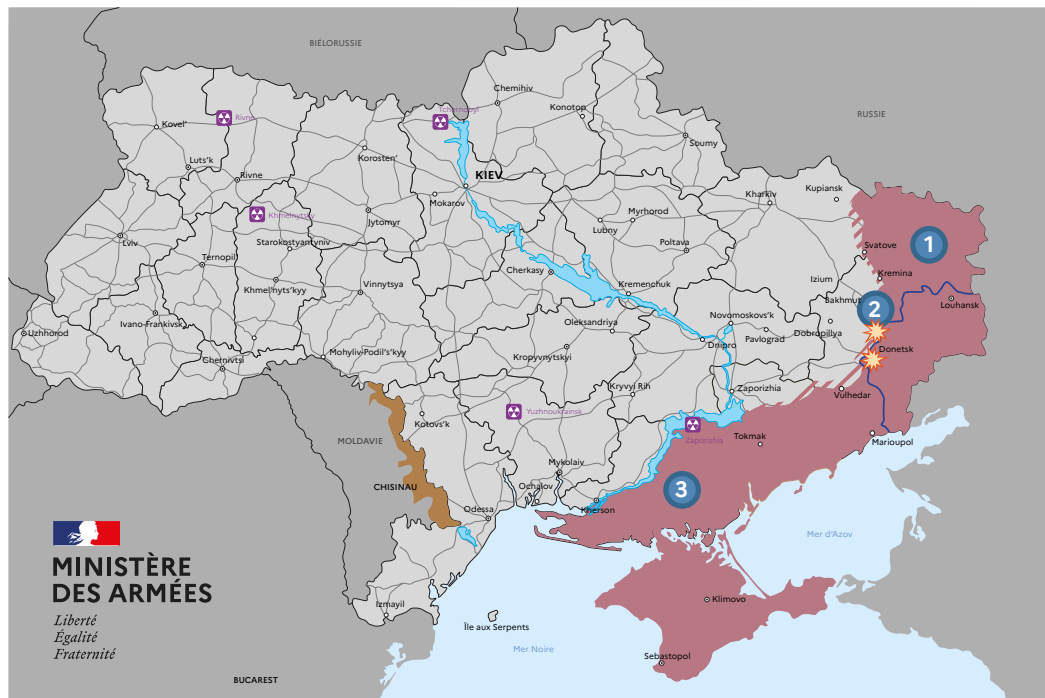 BIÉLORUSSIE
Chemihiv
Tchernobyl
Konotop
RUSSIE
Rivne
Kovel'
Soumy
Korosten'
Luts'k
KIEV
Rivne
Kharkiv
Kupiansk
Mokarov
Khmelnytsky
Jytomyr
Myrhorod
Lubny
Lviv
Starokostyantyniv
Poltava
1
Svatove
Ternopil
Cherkasy
Kremina
Izium
Khmel'nyts'kyy
Vinnytsya
Kremenchuk
Bakhmut
Louhansk
2
Ivano-Frankivsk
Oleksandriya
Novomoskovs'k
Uzhhorod
Pavlograd
Dobropillya
Dnipro
Donetsk
Mohyliv-Podil's'kyy
Kropyvnytskyi
Chernivtsi
Kryvyi Rih
Zaporizhia
Vulhedar
Yuzhnoukrainsk
Kotovs'k
MOLDAVIE
Zaporizhia
Tokmak
Marioupol
Mykolaiv
CHISINAU
Ochalov
3
Odessa
Kherson
Mer d'Azov
MINISTÈRE
DES ARMÉES
Liberté
Égalité
Fraternité
Izmayil
Klimovo
Île aux Serpents
Mer Noire
Sebastopol
BUCAREST